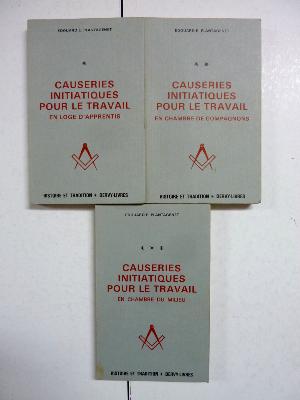 EDOUARD E. PLANTAGENET
*
CAUSERIES
INITIATIQUES
POUR LE TRAVAIL
EN LOGE D'APPRENTIS
HISTOIRE ET TRADITION * DERVY-LIVRES
EDOUARD E. PLANTAGENET
* *
CAUSERIES
INITIATIQUES
POUR LE TRAVAIL
EN CHAMBRE DE COMPAGNONS
HISTOIRE ET TRADITION * DERVY-LIVRES
EDOUARD E. PLANTAGENET
* * *
CAUSERIES
INITIATIQUES
POUR LE TRAVAIL
EN CHAMBRE DU MILIEU
HISTOIRE ET TRADITION * DERVY-LIVRES